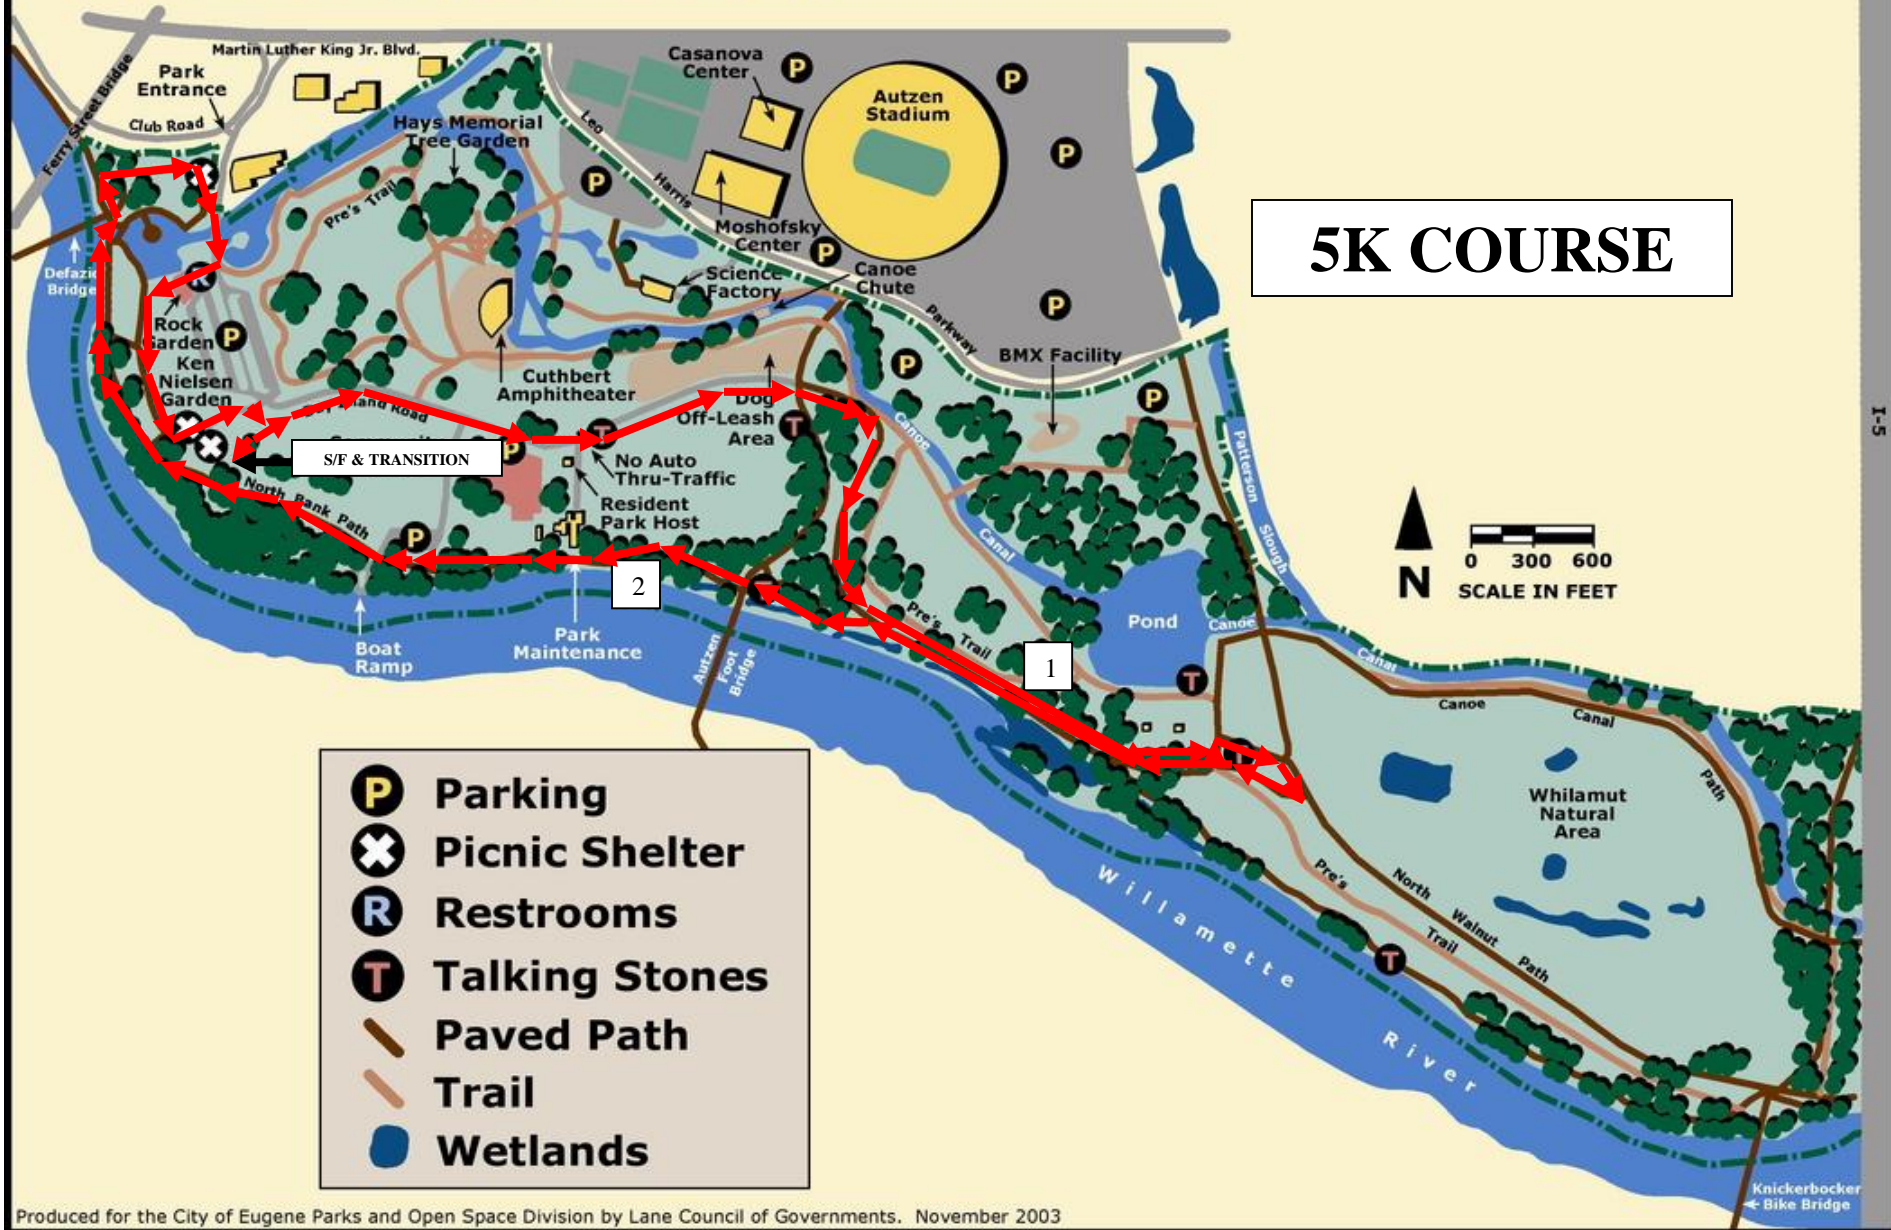 Martin Luther King Jr. Blvd.
Park
Entrance
Ferry Street Bridge
Club Road
Hays Memorial
Tree Garden
Pre's Trail
Leo
Harris
Parkway
Casanova
Center
P
P
Autzen
Stadium
P
P
Moshofsky
Center
P
Science
Factory
Canoe
Chute
P
5K COURSE
Defazio
Bridge
R
Rock
Garden
P
Ken
Nielsen
Garden
Cuthbert
Amphitheater
Dog
Off-Leash
Area
T
P
BMX Facility
P
Canoe
Canal
Patterson
Slough
I-5
Island Road
S/F & TRANSITION
P
T
No Auto
Thru-Traffic
Resident
Park Host
North Bank Path
P
2
Boat
Ramp
Park
Maintenance
Autzen
Foot
Bridge
T
Pre's
Trail
1
Pond
T
Canoe
Canal
Canoe
Canal
Path
T
N
0 300 600
SCALE IN FEET
Whilamut
Natural
Area
Pre's
Trail
North
Walnut
Path
T
Willamette
River
P Parking
Picnic Shelter
R Restrooms
T Talking Stones
Paved Path
Trail
Wetlands
Knickerbocker
Bike Bridge
Produced for the City of Eugene Parks and Open Space Division by Lane Council of Governments. November 2003